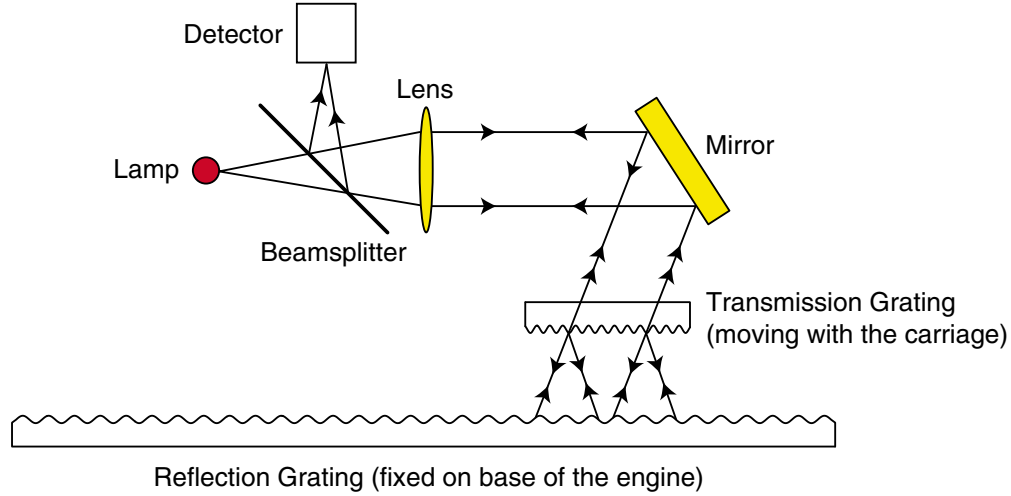 Detector
Lens
Mirror
Lamp
Beamsplitter
Transmission Grating
(moving with the carriage)
Reflection Grating (fixed on base of the engine)